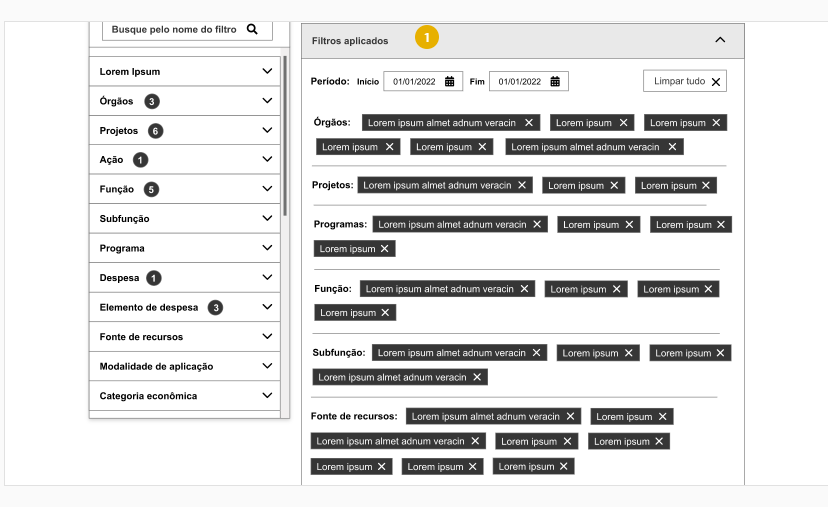 Busque pelo nome do filtro
Lorem Ipsum
Órgãos 3
Projetos 6
Ação 1
Função 5
Subfunção
Programa
Despesa 1
Elemento de despesa 3
Fonte de recursos
Modalidade de aplicação
Categoria econômica
Filtros aplicados 1
Período: Início 01/01/2022 Fim 01/01/2022 Limpar tudo
Órgãos: Lorem ipsum almet adnum veracin Lorem ipsum Lorem ipsum
Lorem ipsum Lorem ipsum Lorem ipsum almet adnum veracin
Projetos: Lorem ipsum almet adnum veracin Lorem ipsum Lorem ipsum
Programas: Lorem ipsum almet adnum veracin Lorem ipsum Lorem ipsum
Lorem ipsum
Função: Lorem ipsum almet adnum veracin Lorem ipsum Lorem ipsum
Lorem ipsum
Subfunção: Lorem ipsum almet adnum veracin Lorem ipsum Lorem ipsum
Lorem ipsum almet adnum veracin
Fonte de recursos: Lorem ipsum almet adnum veracin Lorem ipsum
Lorem ipsum almet adnum veracin Lorem ipsum Lorem ipsum
Lorem ipsum Lorem ipsum Lorem ipsum